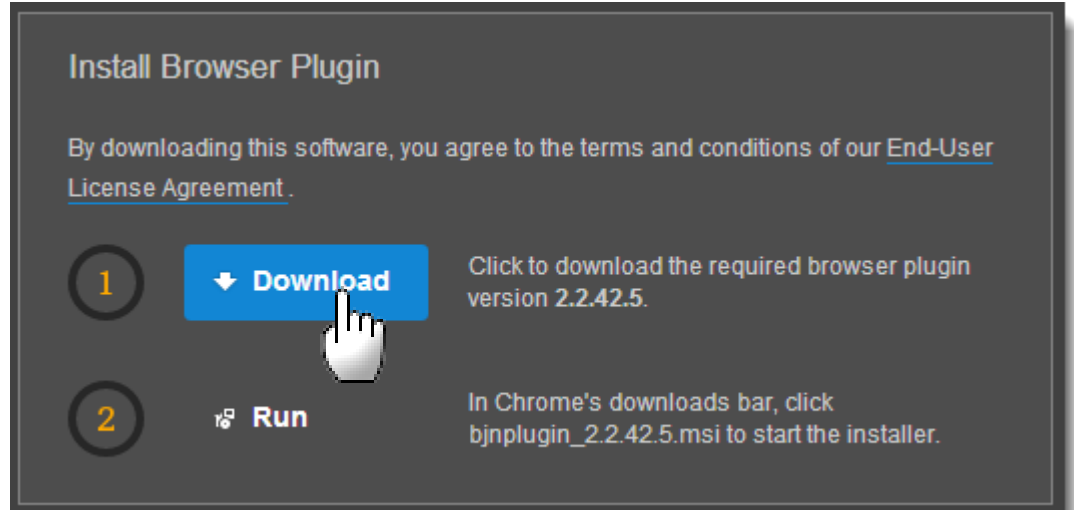 Install Browser Plugin
By downloading this software, you agree to the terms and conditions of our End-User
License Agreement .
1
Download
Click to download the required browser plugin
version 2.2.42.5.
2
Run
In Chrome's downloads bar, click
bjnplugin_2.2.42.5.msi to start the installer.